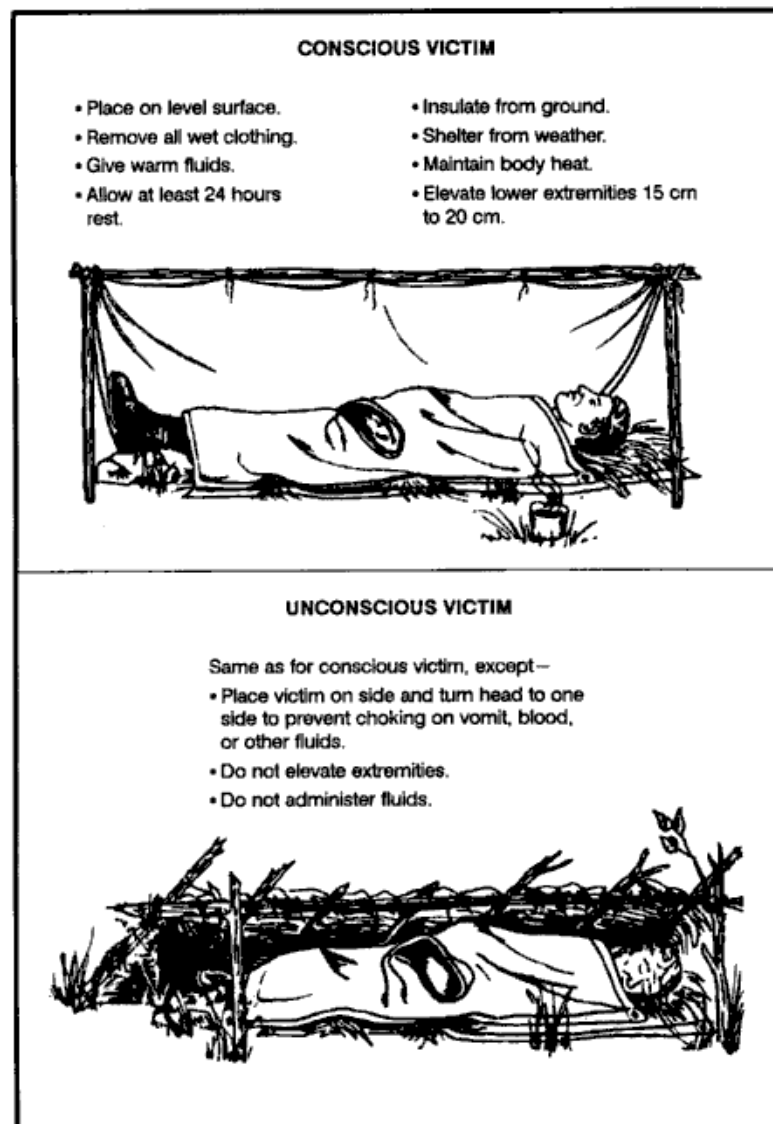 CONSCIOUS VICTIM
• Place on level surface.
• Remove all wet clothing.
• Give warm fluids.
• Allow at least 24 hours
rest.
• Insulate from ground.
• Shelter from weather.
• Maintain body heat.
• Elevate lower extremities 15 cm
to 20 cm.
UNCONSCIOUS VICTIM
Same as for conscious victim, except—
• Place victim on side and turn head to one
side to prevent choking on vomit, blood,
or other fluids.
• Do not elevate extremities.
• Do not administer fluids.